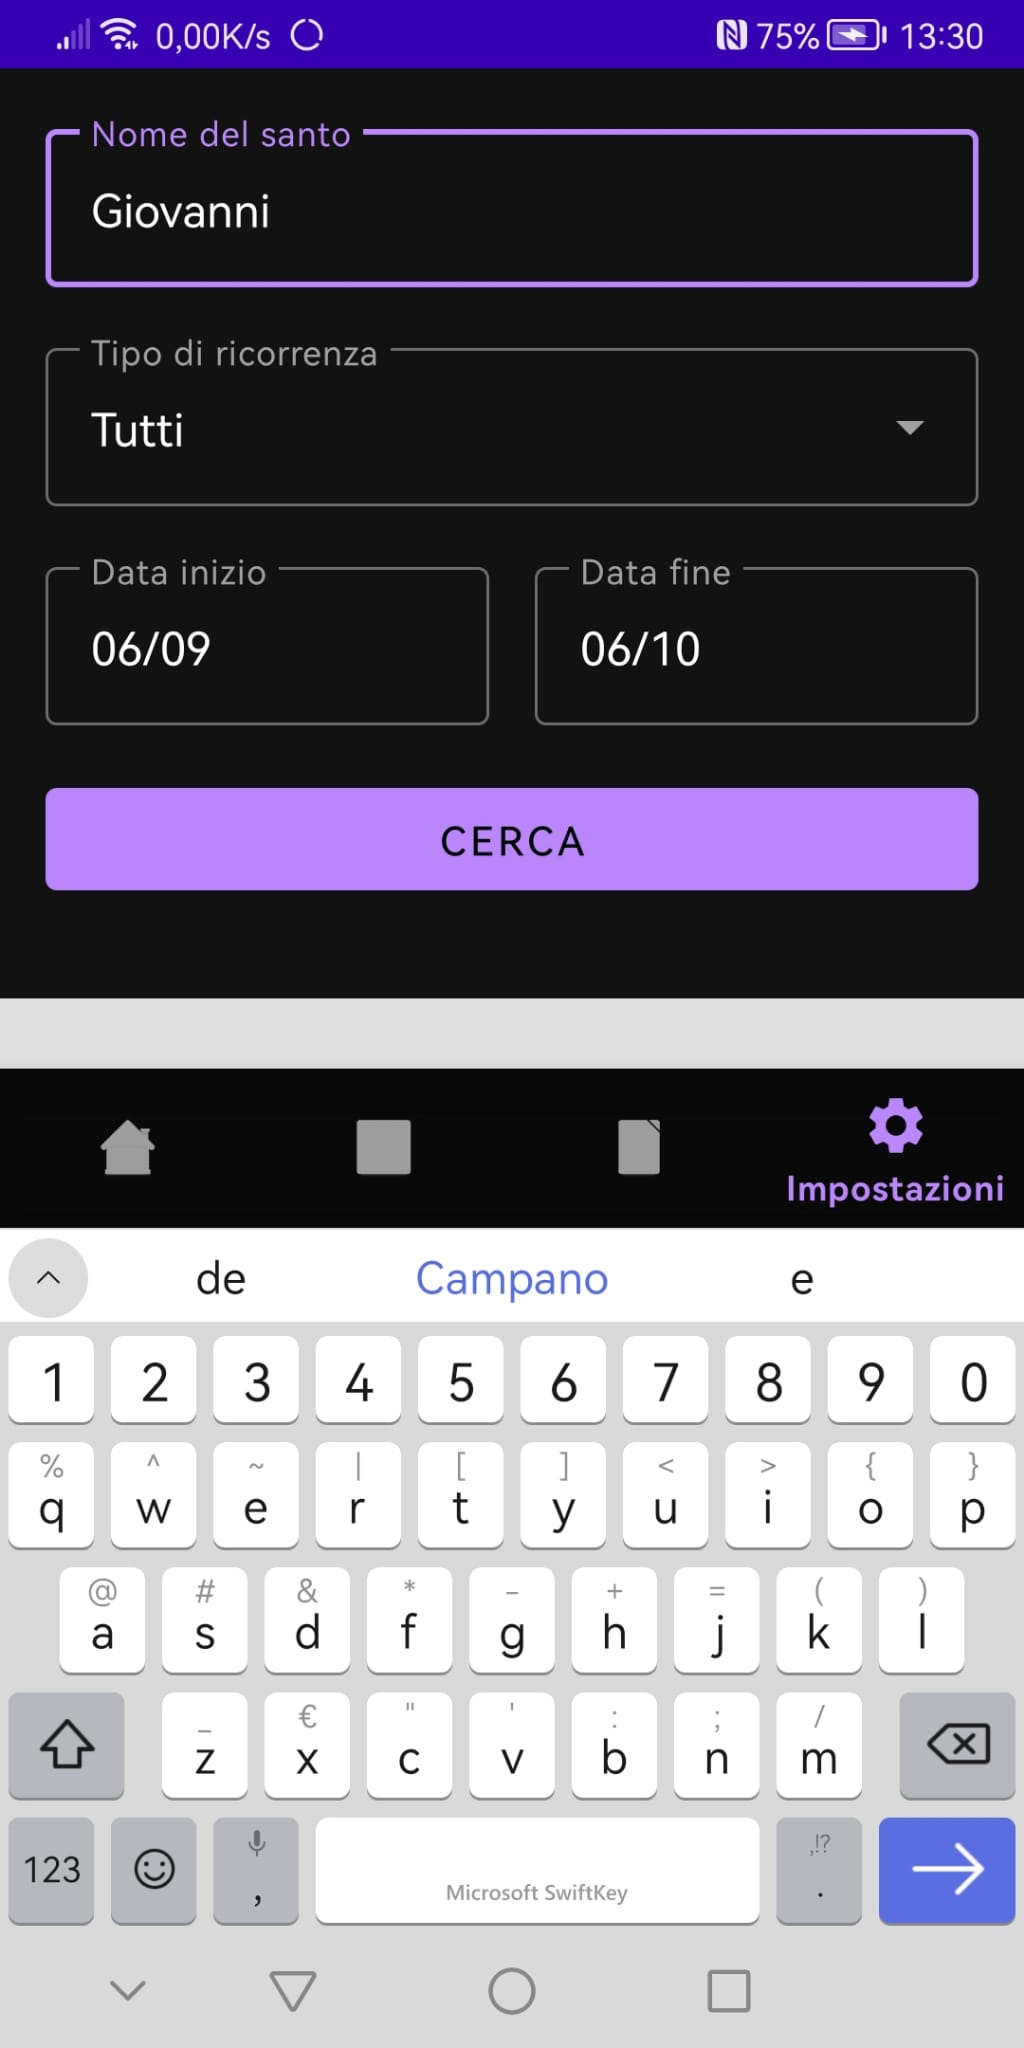 0,00K/s 75% 13:30
Nome del santo
Giovanni
Tipo di ricorrenza
Tutti
Data inizio Data fine
06/09 06/10
CERCA
Impostazioni
de Campano e
1 2 3 4 5 6 7 8 9 0
% ^ ~ | [ ] < > { }
q w e r t y u i o p
@ # & * - + = ( )
a s d f g h j k l
_ € " ' : ; /
z x c v b n m
,!?
123 , Microsoft SwiftKey .